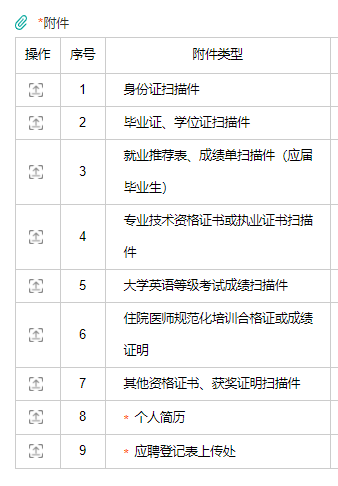 *附件
操作 序号 附件类型
1 身份证扫描件
2 毕业证、学位证扫描件
3 就业推荐表、成绩单扫描件（应届
毕业生）
4 专业技术资格证书或执业证书扫描
件
5 大学英语等级考试成绩扫描件
6 住院医师规范化培训合格证或成绩
证明
7 其他资格证书、获奖证明扫描件
8 * 个人简历
9 * 应聘登记表上传处